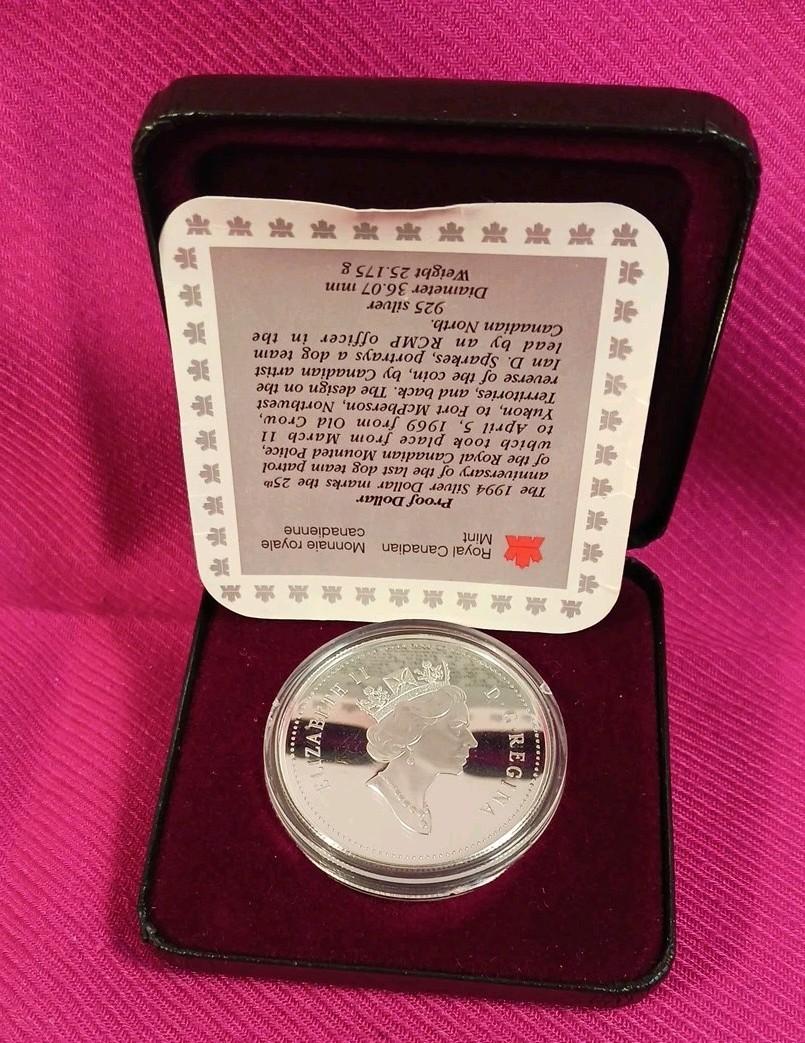 Royal Canadian Mint
Monnaie royale canadienne
Proof Dollar
The 1994 Silver Dollar marks the 25th
anniversary of the last dog team patrol
of the Royal Canadian Mounted Police,
which took place from March 11
to April 5, 1969 from Old Crow,
Yukon, to Fort McPherson, Northwest
Territories, and back. The design on the
reverse of the coin, by Canadian artist
Ian D. Sparkes, portrays a dog team
lead by an RCMP officer in the
Canadian North.
925 silver
Diameter 36.07 mm
Weight 25.175 g
ELIZABETH II D G REGINA